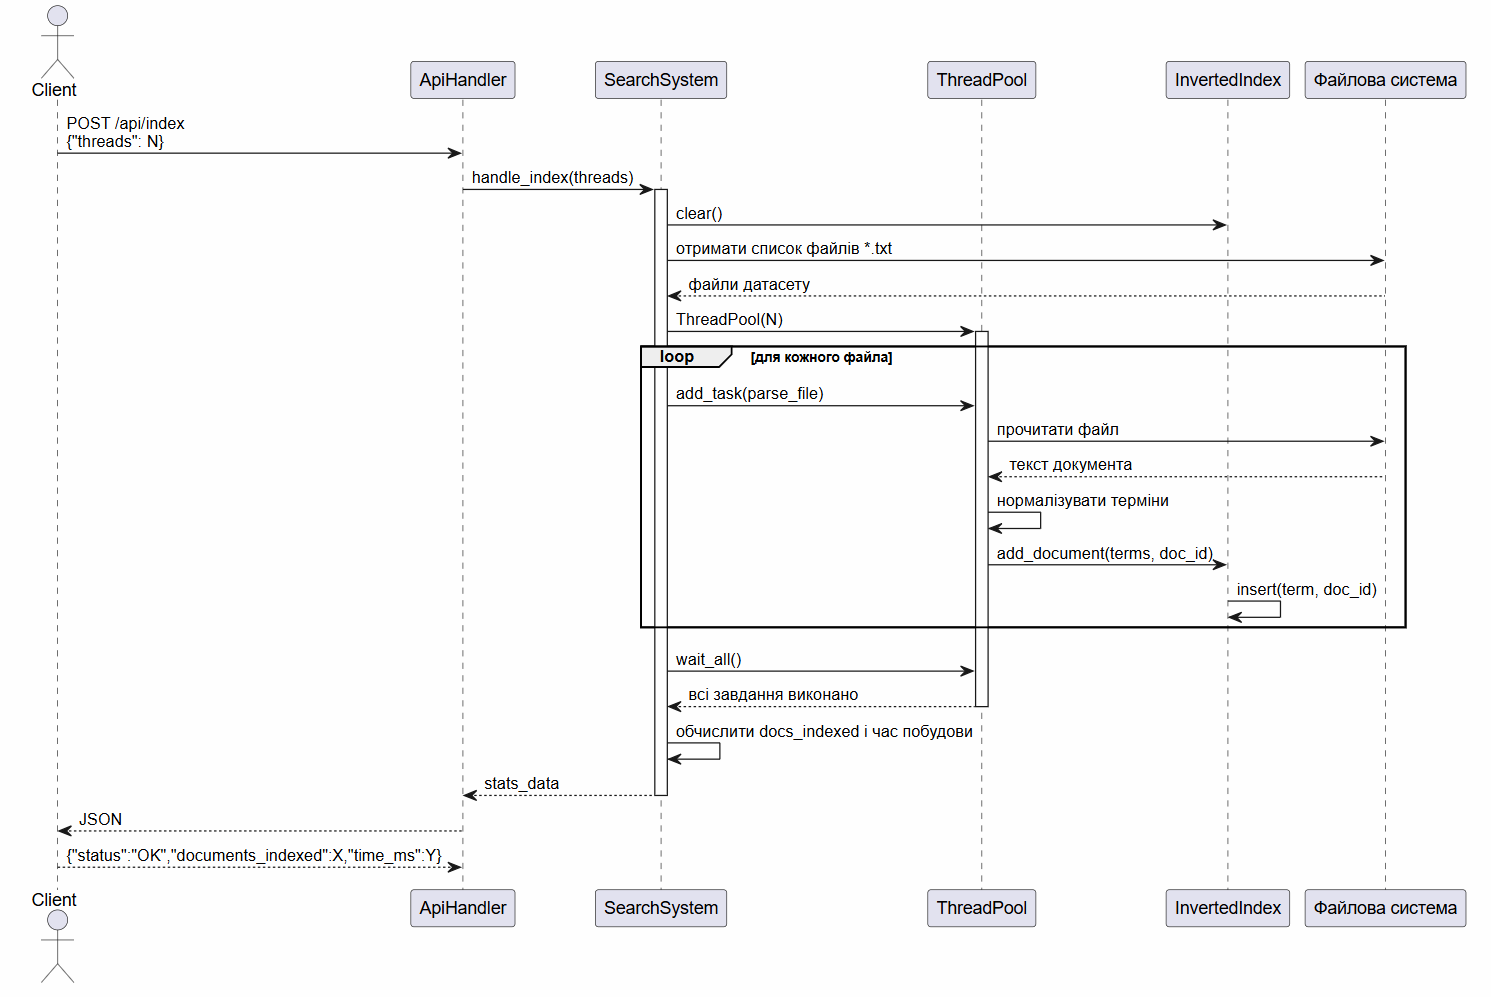 Client
ApiHandler
SearchSystem
ThreadPool
InvertedIndex
Файлова система
POST /api/index
{"threads": N}
handle_index(threads)
clear()
отримати список файлів *.txt
файли датасету
ThreadPool(N)
loop
[для кожного файла]
add_task(parse_file)
прочитати файл
текст документа
нормалізувати терміни
add_document(terms, doc_id)
insert(term, doc_id)
wait_all()
всі завдання виконано
обчислити docs_indexed і час побудови
stats_data
JSON
{"status":"OK","documents_indexed":X,"time_ms":Y}
Client
ApiHandler
SearchSystem
ThreadPool
InvertedIndex
Файлова система